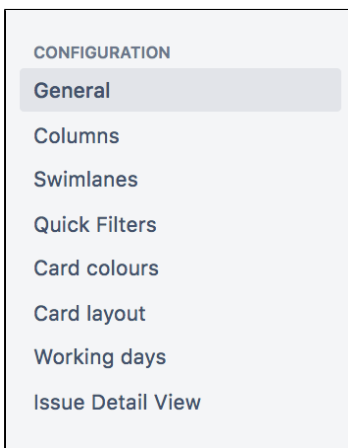 CONFIGURATION
General
Columns
Swimlanes
Quick Filters
Card colours
Card layout
Working days
Issue Detail View